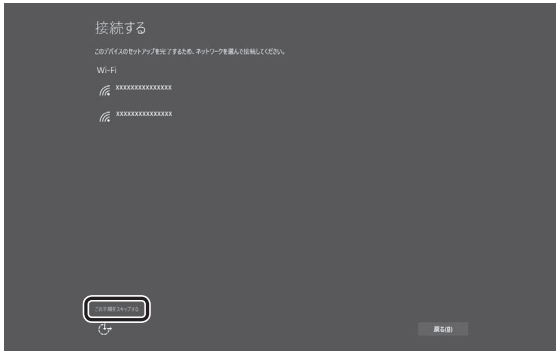 接続する
このデバイスのセットアップを完了するため、ネットワークを選んで接続してください。
Wi-Fi
xxxxxxxxxxxxxxx
xxxxxxxxxxxxxxx
この手順をスキップする
戻る(B)